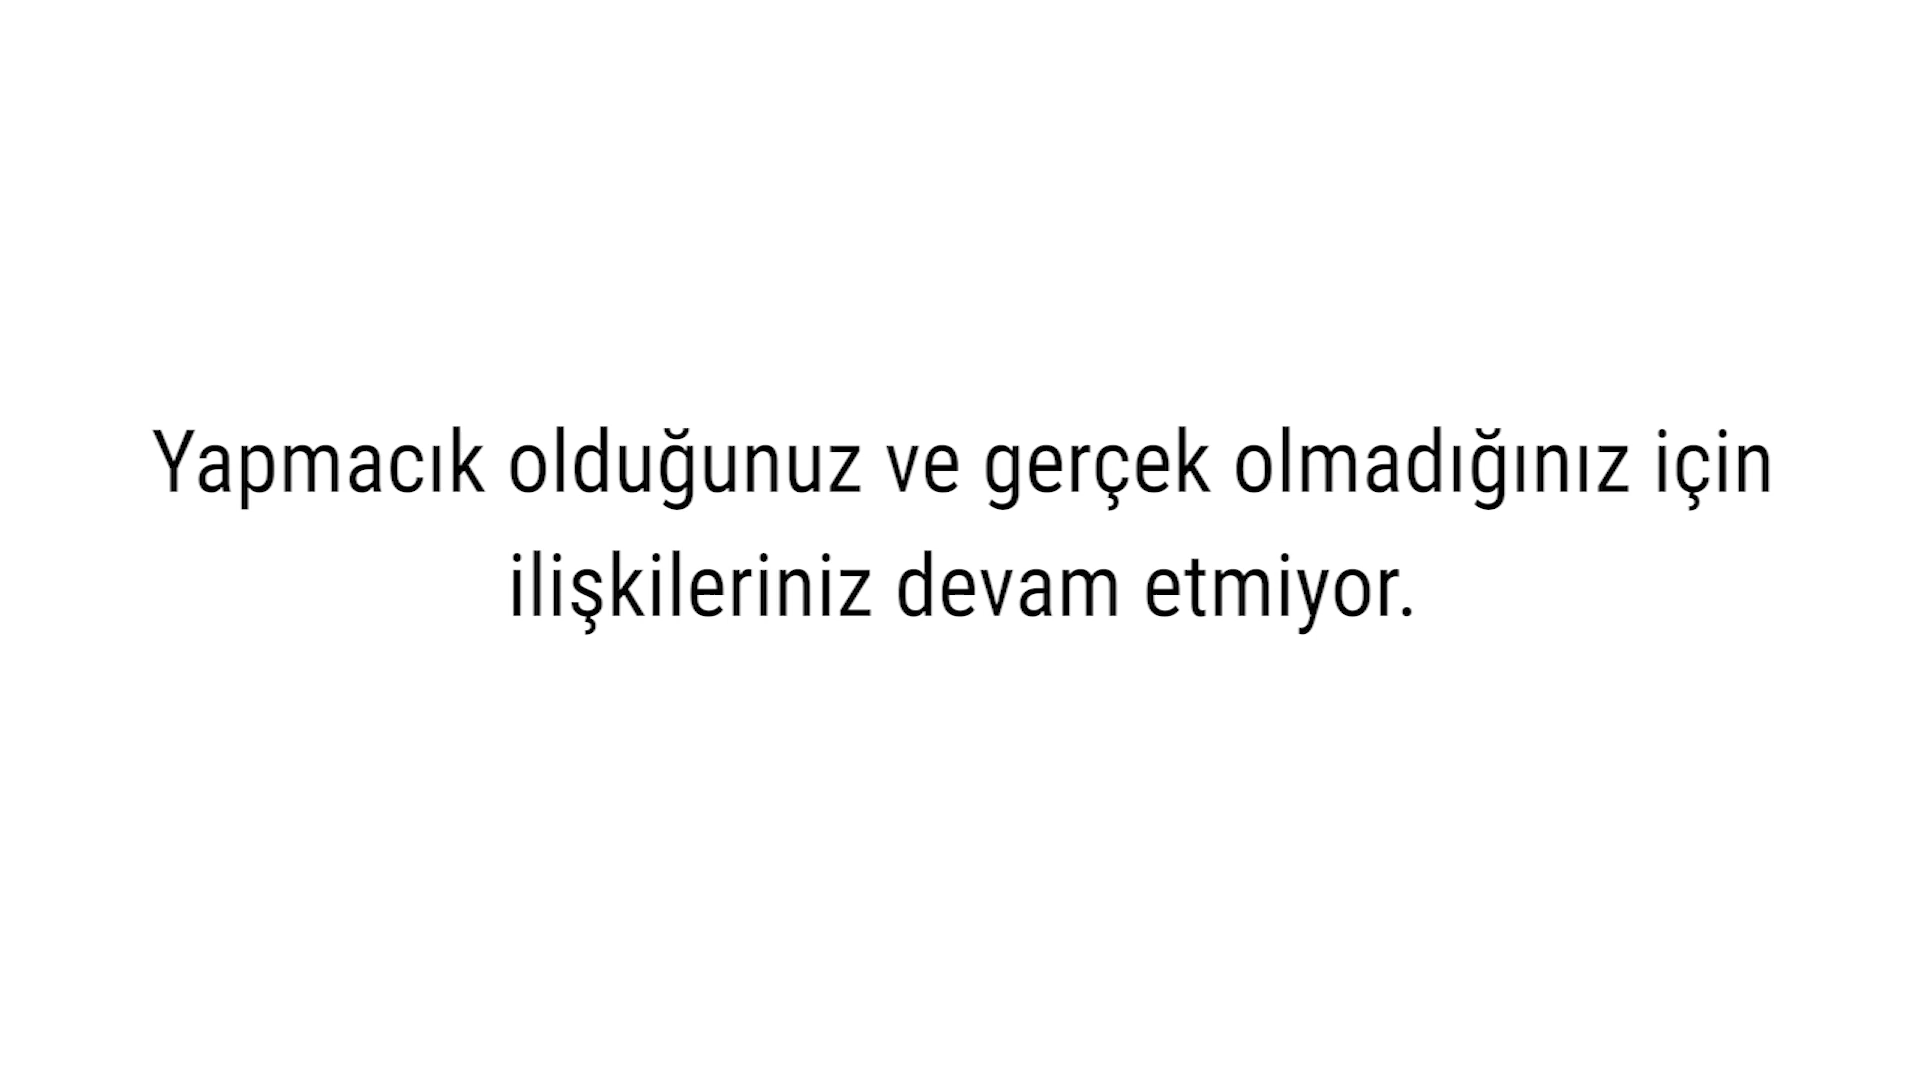 Yapmacık olduğunuz ve gerçek olmadığınız için
ilişkileriniz devam etmiyor.